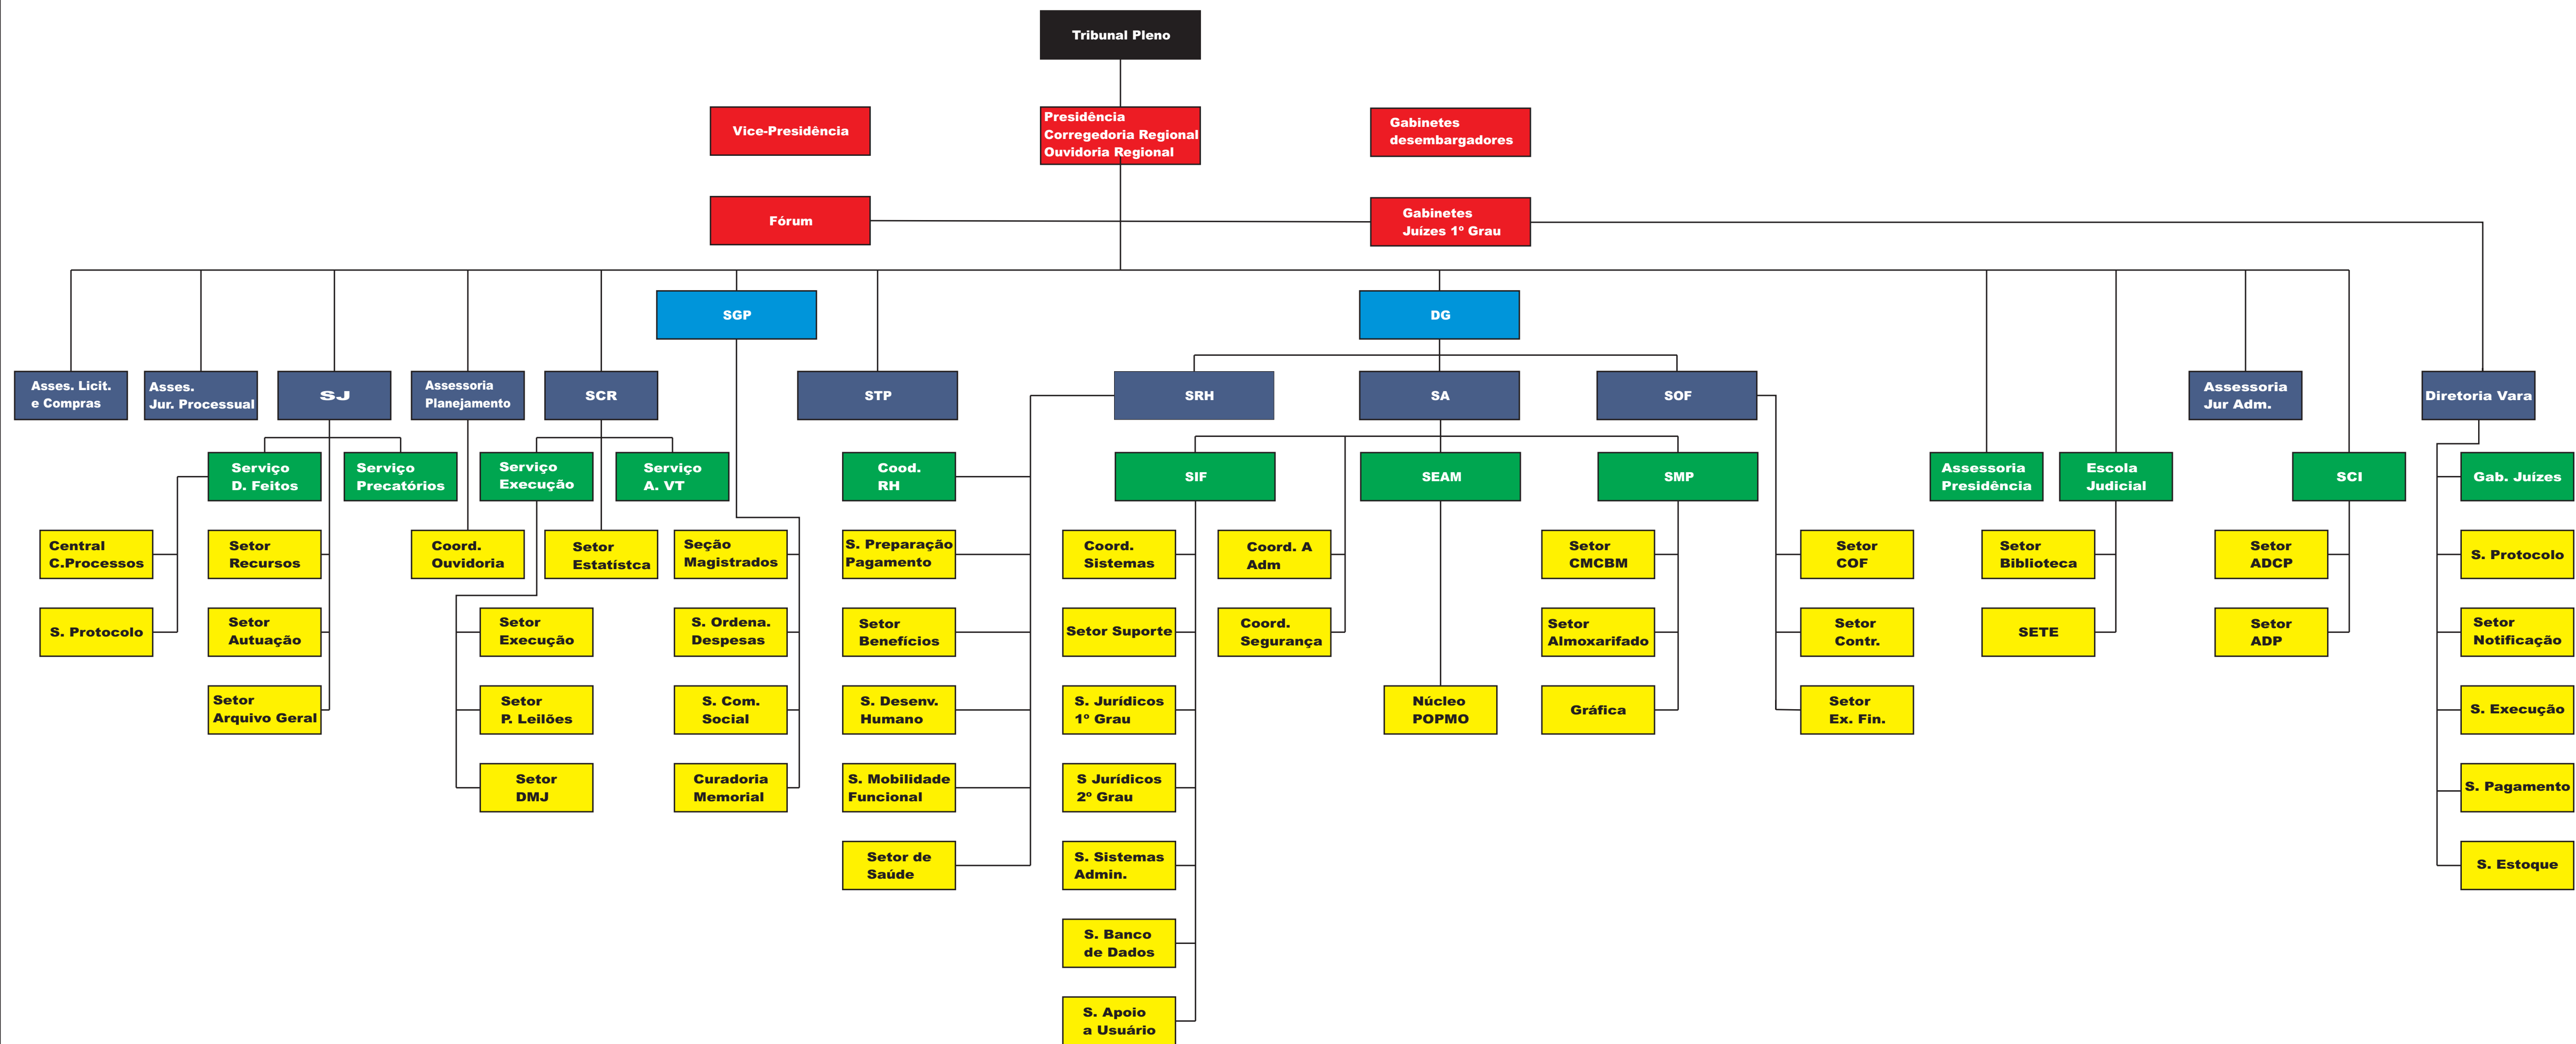 Tribunal Pleno
Vice-Presidência
Presidência
Corregedoria Regional
Ouvidoria Regional
Gabinetes
desembargadores
Fórum
Gabinetes
Juízes 1º Grau
SGP
DG
Asses. Licit.
e Compras
Asses.
Jur. Processual
SJ
Assessoria
Planejamento
SCR
STP
SRH
SA
SOF
Assessoria
Jur Adm.
Diretoria Vara
Serviço
D. Feitos
Serviço
Precatórios
Serviço
Execução
Serviço
A. VT
Cood.
RH
SIF
SEAM
SMP
Assessoria
Presidência
Escola
Judicial
SCI
Gab. Juízes
Central
C.Processos
Setor
Recursos
Coord.
Ouvidoria
Setor
Estatístca
Seção
Magistrados
S. Preparação
Pagamento
Coord.
Sistemas
Coord. A
Adm
Setor
CMCBM
Setor
COF
Setor
Biblioteca
Setor
ADCP
S. Protocolo
S. Protocolo
Setor
Autuação
Setor
Execução
S. Ordena.
Despesas
Setor
Benefícios
Setor Suporte
Coord.
Segurança
Setor
Almoxarifado
Setor
Contr.
SETE
Setor
ADP
Setor
Notificação
Setor
Arquivo Geral
Setor
P. Leilões
S. Com.
Social
S. Desenv.
Humano
S. Jurídicos
1º Grau
Núcleo
POPMO
Gráfica
Setor
Ex. Fin.
S. Execução
Setor
DMJ
Curadoria
Memorial
S. Mobilidade
Funcional
S Jurídicos
2º Grau
S. Pagamento
Setor de
Saúde
S. Sistemas
Admin.
S. Estoque
S. Banco
de Dados
S. Apoio
a Usuário